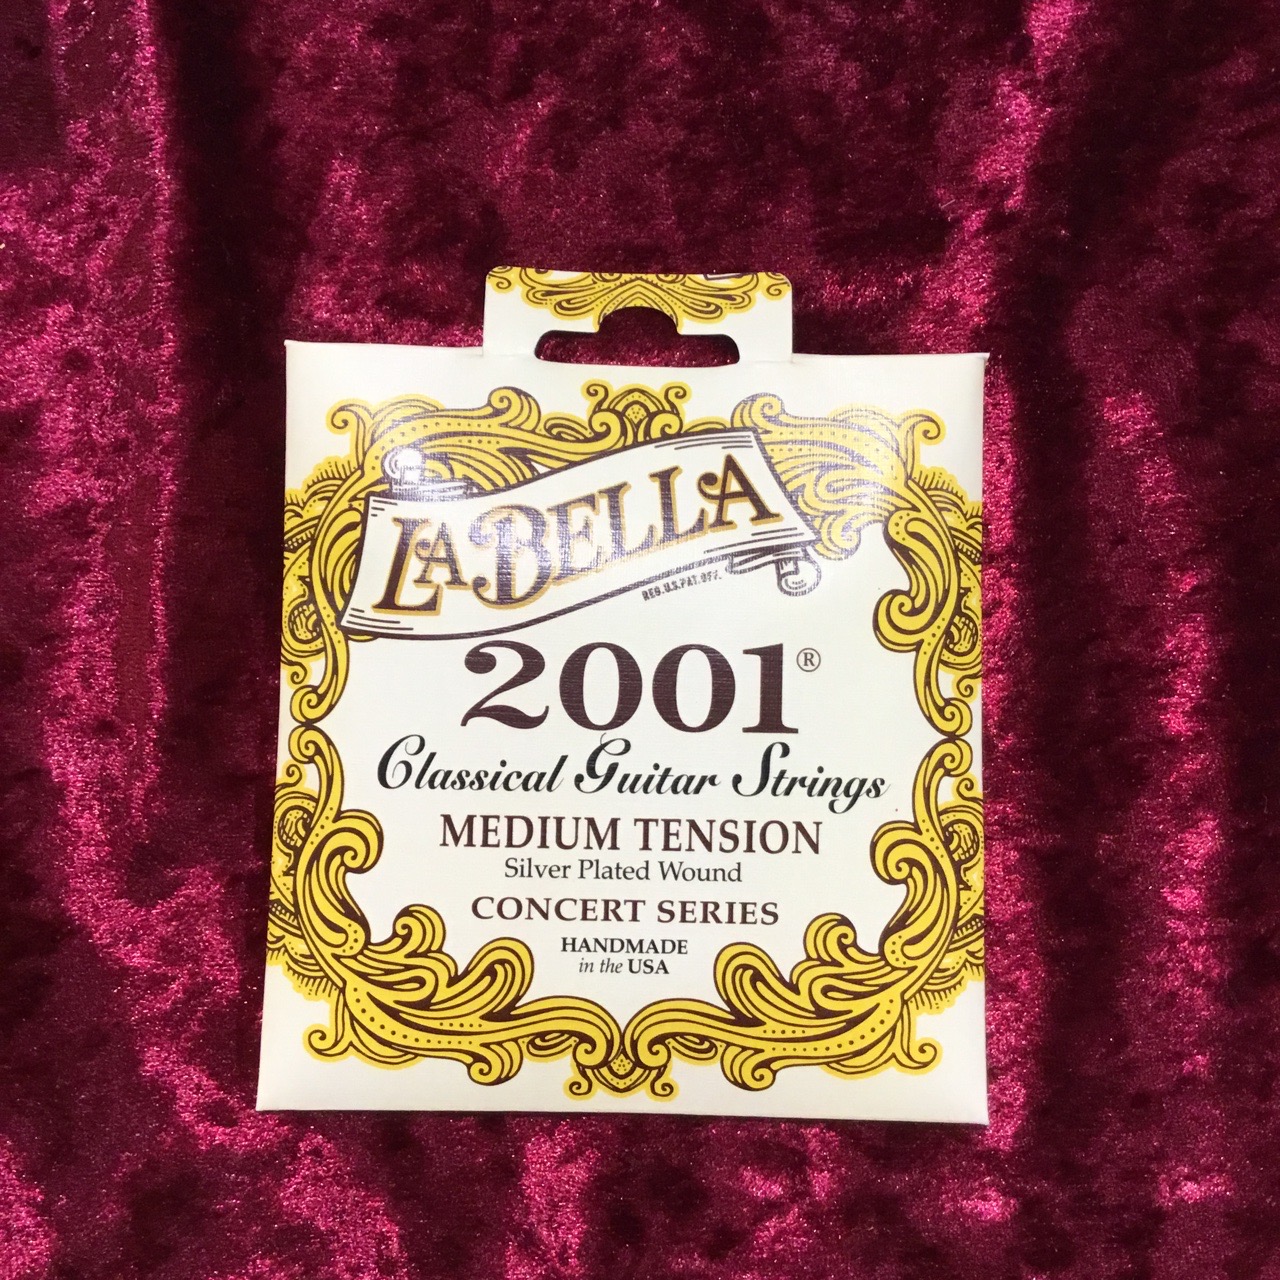 LA BELLA
REG. U.S. PAT. OFF.
2001®
Classical Guitar Strings
MEDIUM TENSION
Silver Plated Wound
CONCERT SERIES
HANDMADE
in the USA